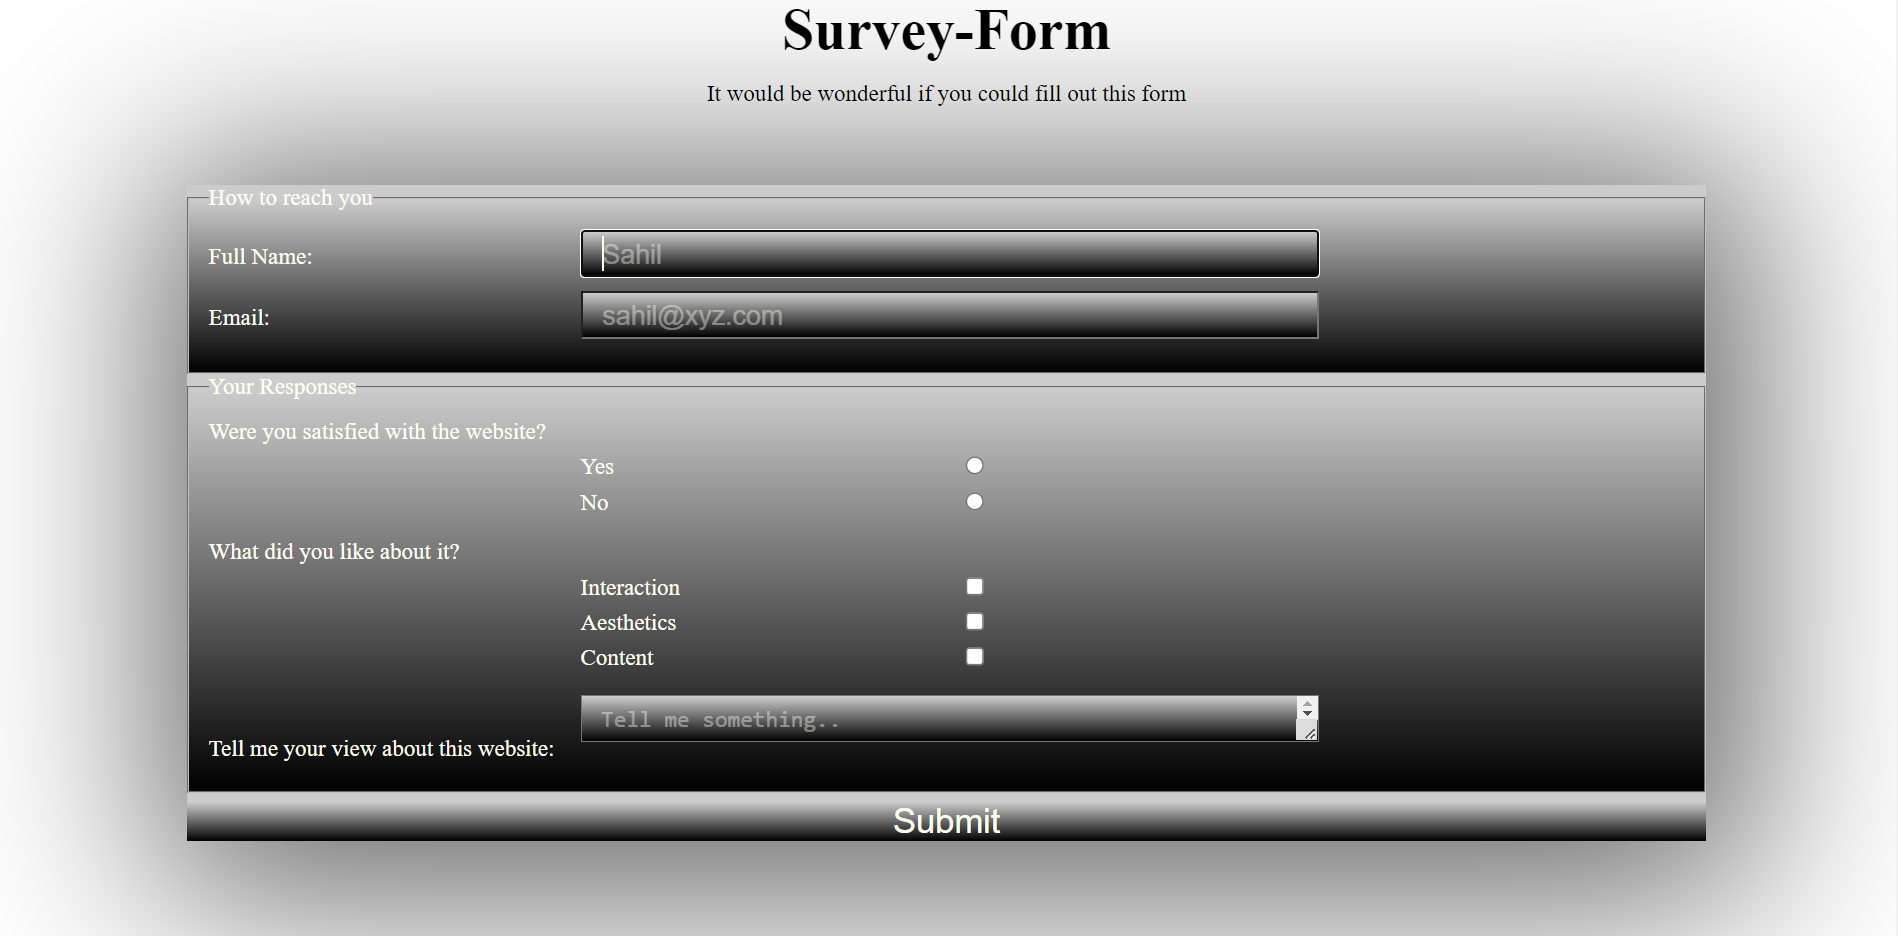 Survey-Form
It would be wonderful if you could fill out this form
How to reach you
Full Name:
Sahil
Email:
sahil@xyz.com
Your Responses
Were you satisfied with the website?
Yes
No
What did you like about it?
Interaction
Aesthetics
Content
Tell me something..
Tell me your view about this website:
Submit